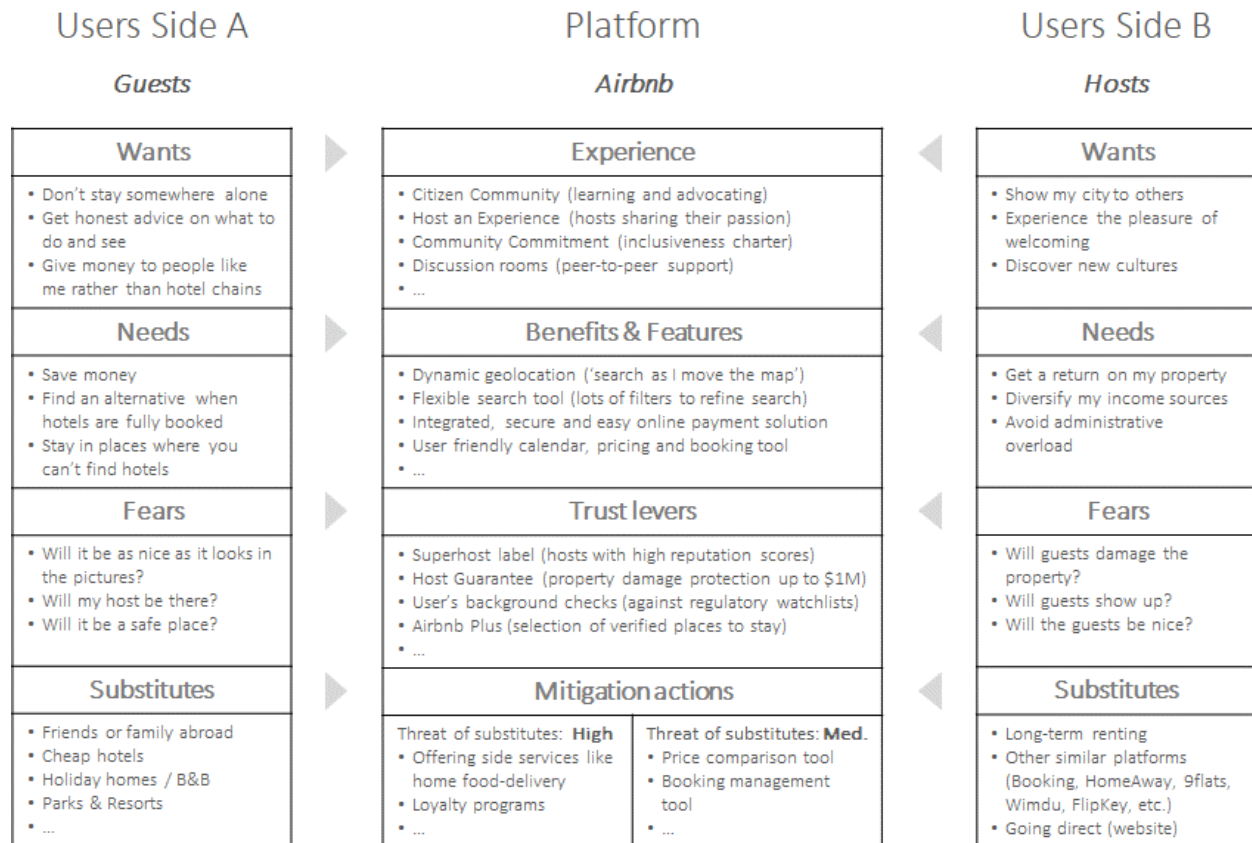 Users Side A
Platform
Users Side B
Guests
Airbnb
Hosts
Wants
• Don't stay somewhere alone
• Get honest advice on what to
do and see
• Give money to people like
me rather than hotel chains
Experience
• Citizen Community (learning and advocating)
• Host an Experience (hosts sharing their passion)
• Community Commitment (inclusiveness charter)
• Discussion rooms (peer-to-peer support)
• ...
Wants
• Show my city to others
• Experience the pleasure of
welcoming
• Discover new cultures
Needs
• Save money
• Find an alternative when
hotels are fully booked
• Stay in places where you
can't find hotels
Benefits & Features
• Dynamic geolocation ('search as I move the map')
• Flexible search tool (lots of filters to refine search)
• Integrated, secure and easy online payment solution
• User friendly calendar, pricing and booking tool
• ...
Needs
• Get a return on my property
• Diversify my income sources
• Avoid administrative
overload
Fears
• Will it be as nice as it looks in
the pictures?
• Will my host be there?
• Will it be a safe place?
Trust levers
• Superhost label (hosts with high reputation scores)
• Host Guarantee (property damage protection up to $1M)
• User's background checks (against regulatory watchlists)
• Airbnb Plus (selection of verified places to stay)
• ...
Fears
• Will guests damage the
property?
• Will guests show up?
• Will the guests be nice?
Substitutes
• Friends or family abroad
• Cheap hotels
• Holiday homes / B&B
• Parks & Resorts
• ...
Mitigation actions
Threat of substitutes: High
• Offering side services like
home food-delivery
• Loyalty programs
• ...
Threat of substitutes: Med.
• Price comparison tool
• Booking management
tool
• ...
Substitutes
• Long-term renting
• Other similar platforms
(Booking, HomeAway, 9flats,
Wimdu, FlipKey, etc.)
• Going direct (website)